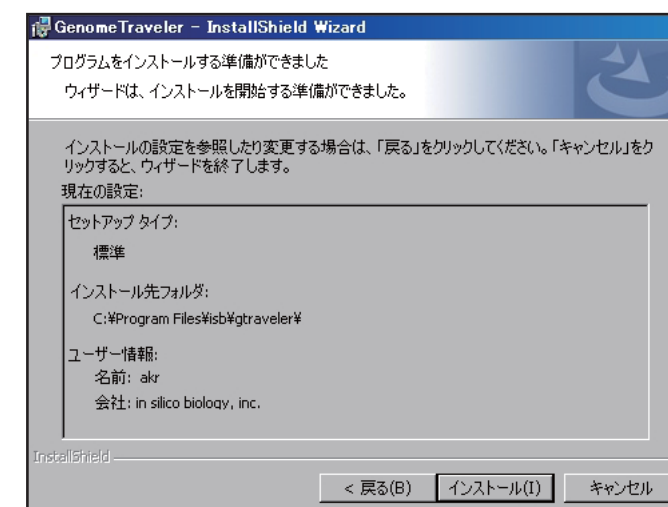 GenomeTraveler - InstallShield Wizard
プログラムをインストールする準備ができました
ウィザードは、インストールを開始する準備ができました。
インストールの設定を参照したり変更する場合は、「戻る」をクリックしてください。「キャンセル」をク
リックすると、ウィザードを終了します。
現在の設定:
セットアップ タイプ:
標準
インストール先フォルダ:
C:¥Program Files¥isb¥gtraveler¥
ユーザー情報:
名前: akr
会社: in silico biology, inc.
InstallShield
< 戻る(B) インストール(I) キャンセル